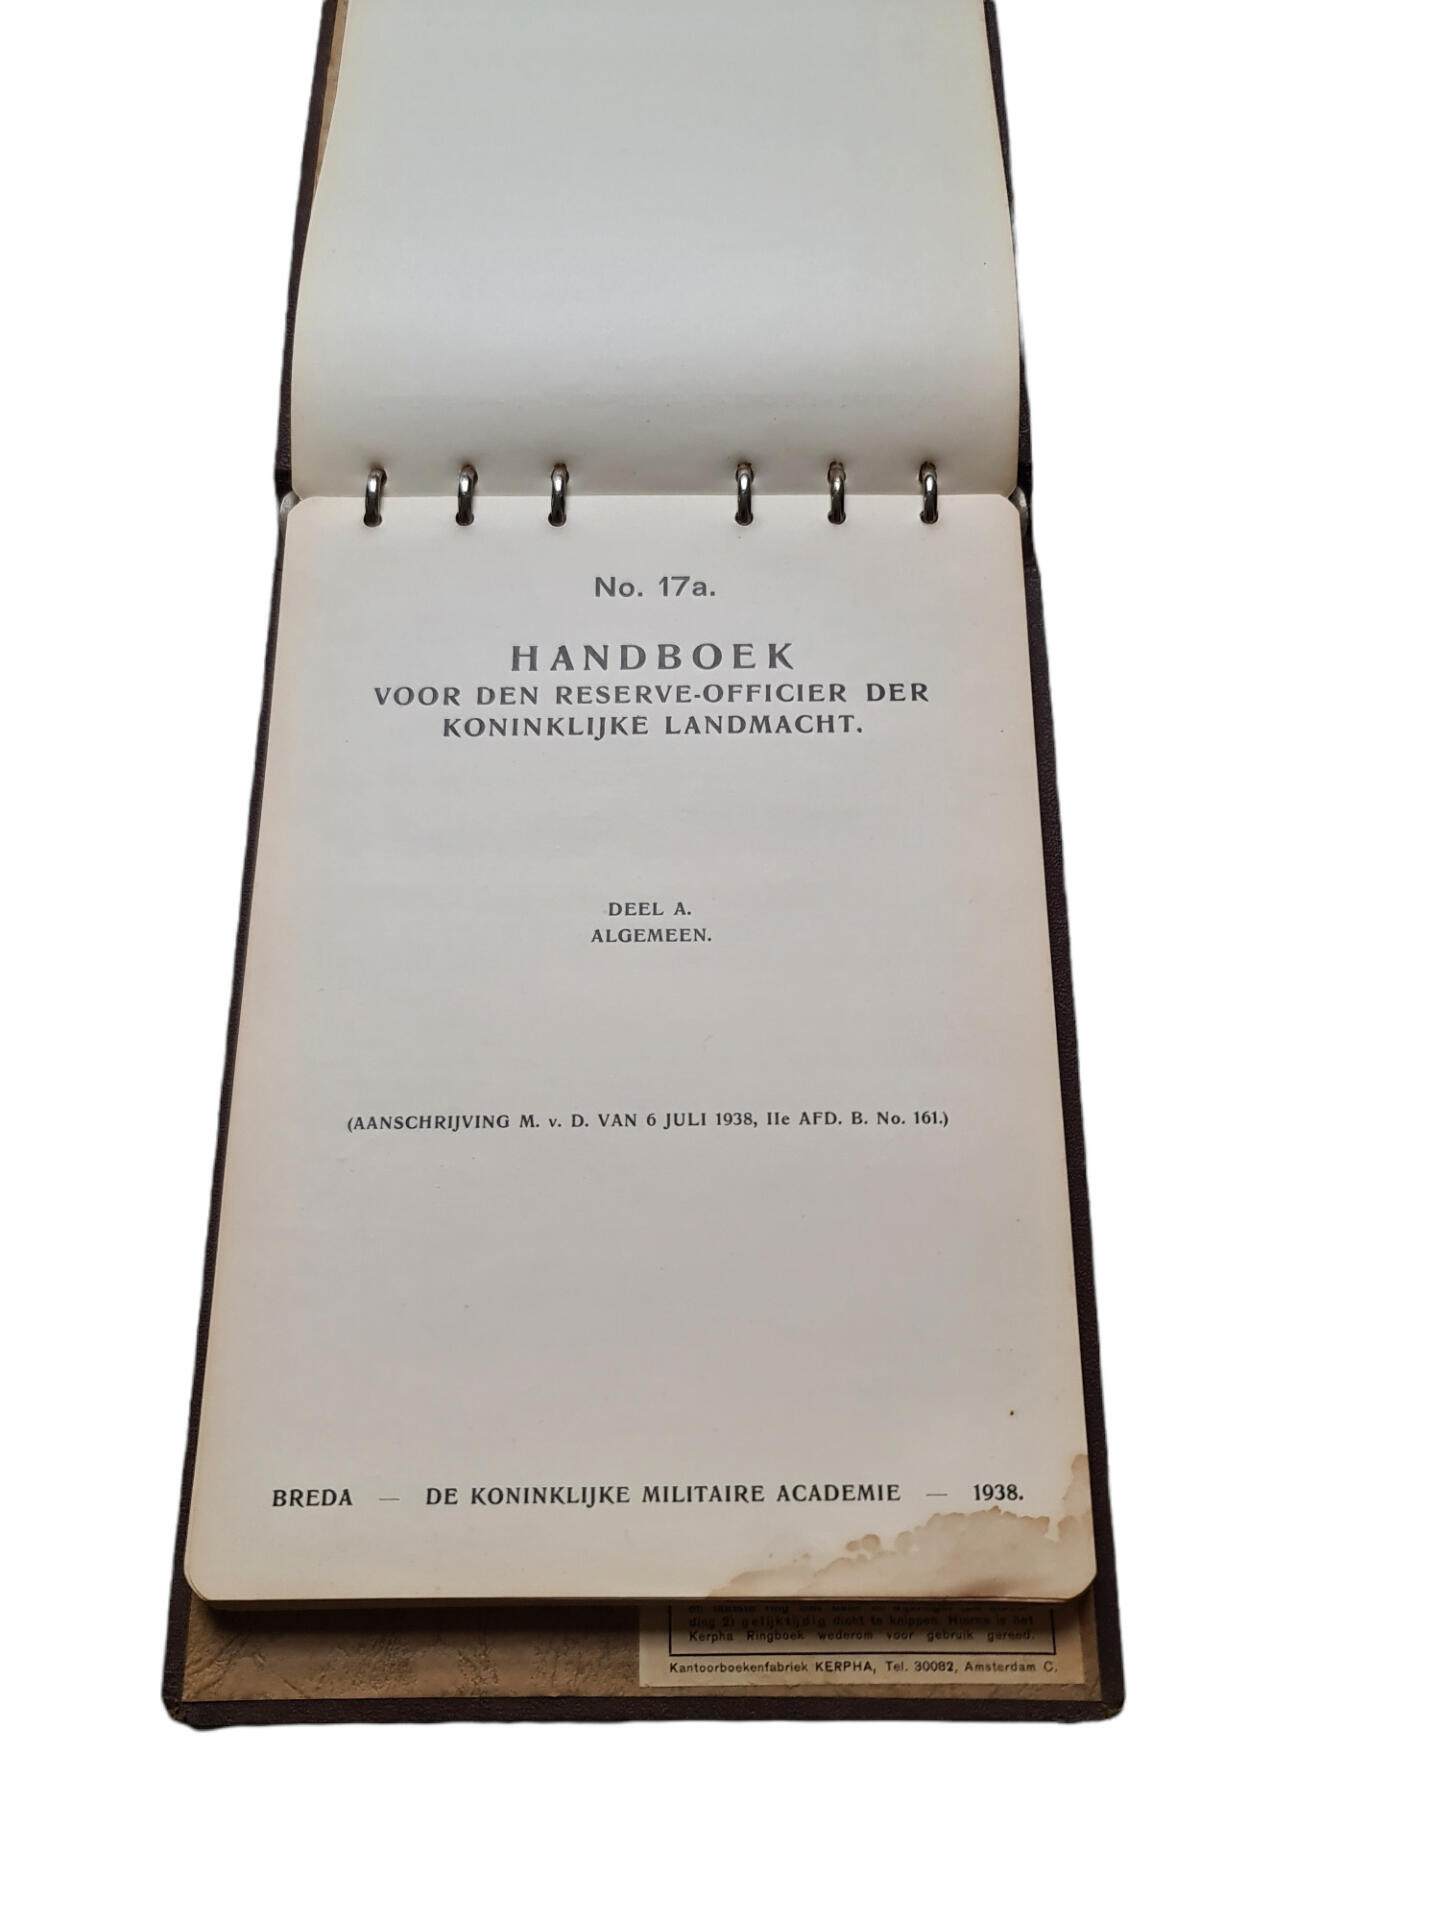 No. 17a.
HANDBOEK
VOOR DEN RESERVE-OFFICIER DER
KONINKLIJKE LANDMACHT.
DEEL A.
ALGEMEEN.
(AANSCHRIJVING M. v. D. VAN 6 JULI 1938, IIe AFD. B. No. 161.)
BREDA — DE KONINKLIJKE MILITAIRE ACADEMIE — 1938.
ding 2) gelijktijdig dicht te knippen. Hierna is het
Kerpha Ringboek wederom voor gebruik gereed.
Kantoorboekenfabriek KERPHA, Tel. 30082, Amsterdam C.